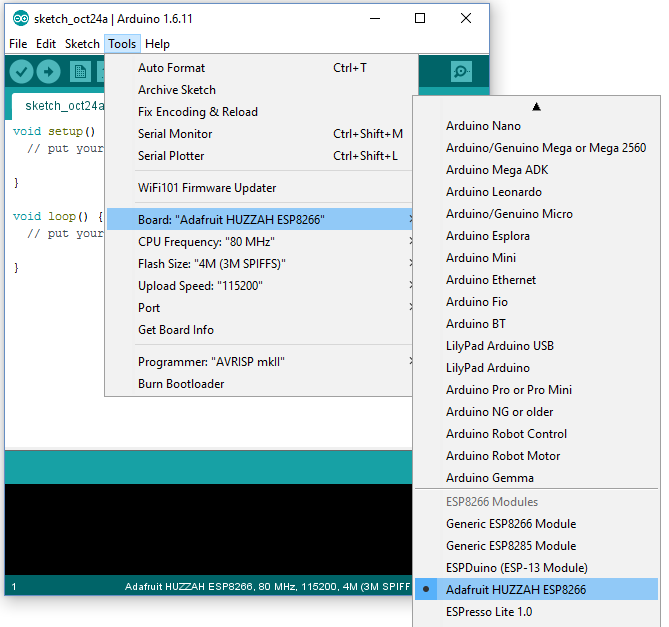 sketch_oct24a | Arduino 1.6.11
File Edit Sketch Tools Help
sketch_oct24a
void setup()
// put your
}
void loop() {
// put your
}
Auto Format Ctrl+T
Archive Sketch
Fix Encoding & Reload
Serial Monitor Ctrl+Shift+M
Serial Plotter Ctrl+Shift+L
WiFi101 Firmware Updater
Board: "Adafruit HUZZAH ESP8266"
CPU Frequency: "80 MHz"
Flash Size: "4M (3M SPIFFS)"
Upload Speed: "115200"
Port
Get Board Info
Programmer: "AVRISP mkII"
Burn Bootloader
Arduino Nano
Arduino/Genuino Mega or Mega 2560
Arduino Mega ADK
Arduino Leonardo
Arduino/Genuino Micro
Arduino Esplora
Arduino Mini
Arduino Ethernet
Arduino Fio
Arduino BT
LilyPad Arduino USB
LilyPad Arduino
Arduino Pro or Pro Mini
Arduino NG or older
Arduino Robot Control
Arduino Robot Motor
Arduino Gemma
ESP8266 Modules
Generic ESP8266 Module
Generic ESP8285 Module
ESPDuino (ESP-13 Module)
Adafruit HUZZAH ESP8266
ESPresso Lite 1.0
1 Adafruit HUZZAH ESP8266, 80 MHz, 115200, 4M (3M SPIFF